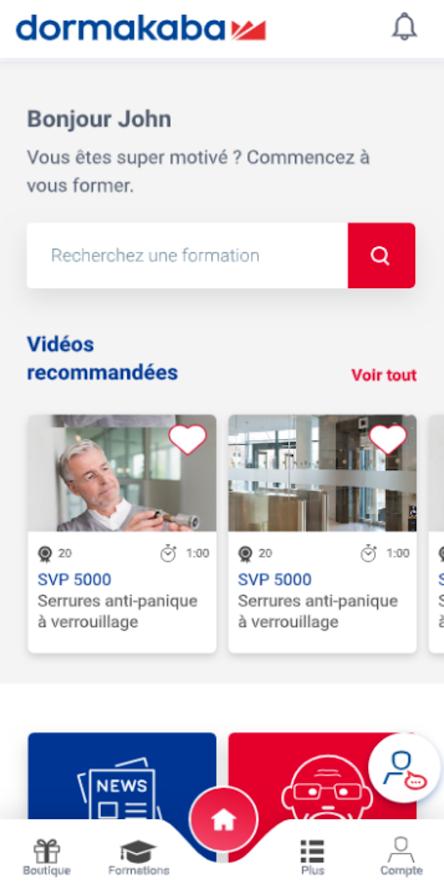 dormakaba
Bonjour John
Vous êtes super motivé ? Commencez à
vous former.
Recherchez une formation
Vidéos
recommandées
Voir tout
20 1:00
SVP 5000
Serrures anti-panique
à verrouillage
20 1:00
SVP 5000
Serrures anti-panique
à verrouillage
NEWS
Boutique
Formations
Plus
Compte